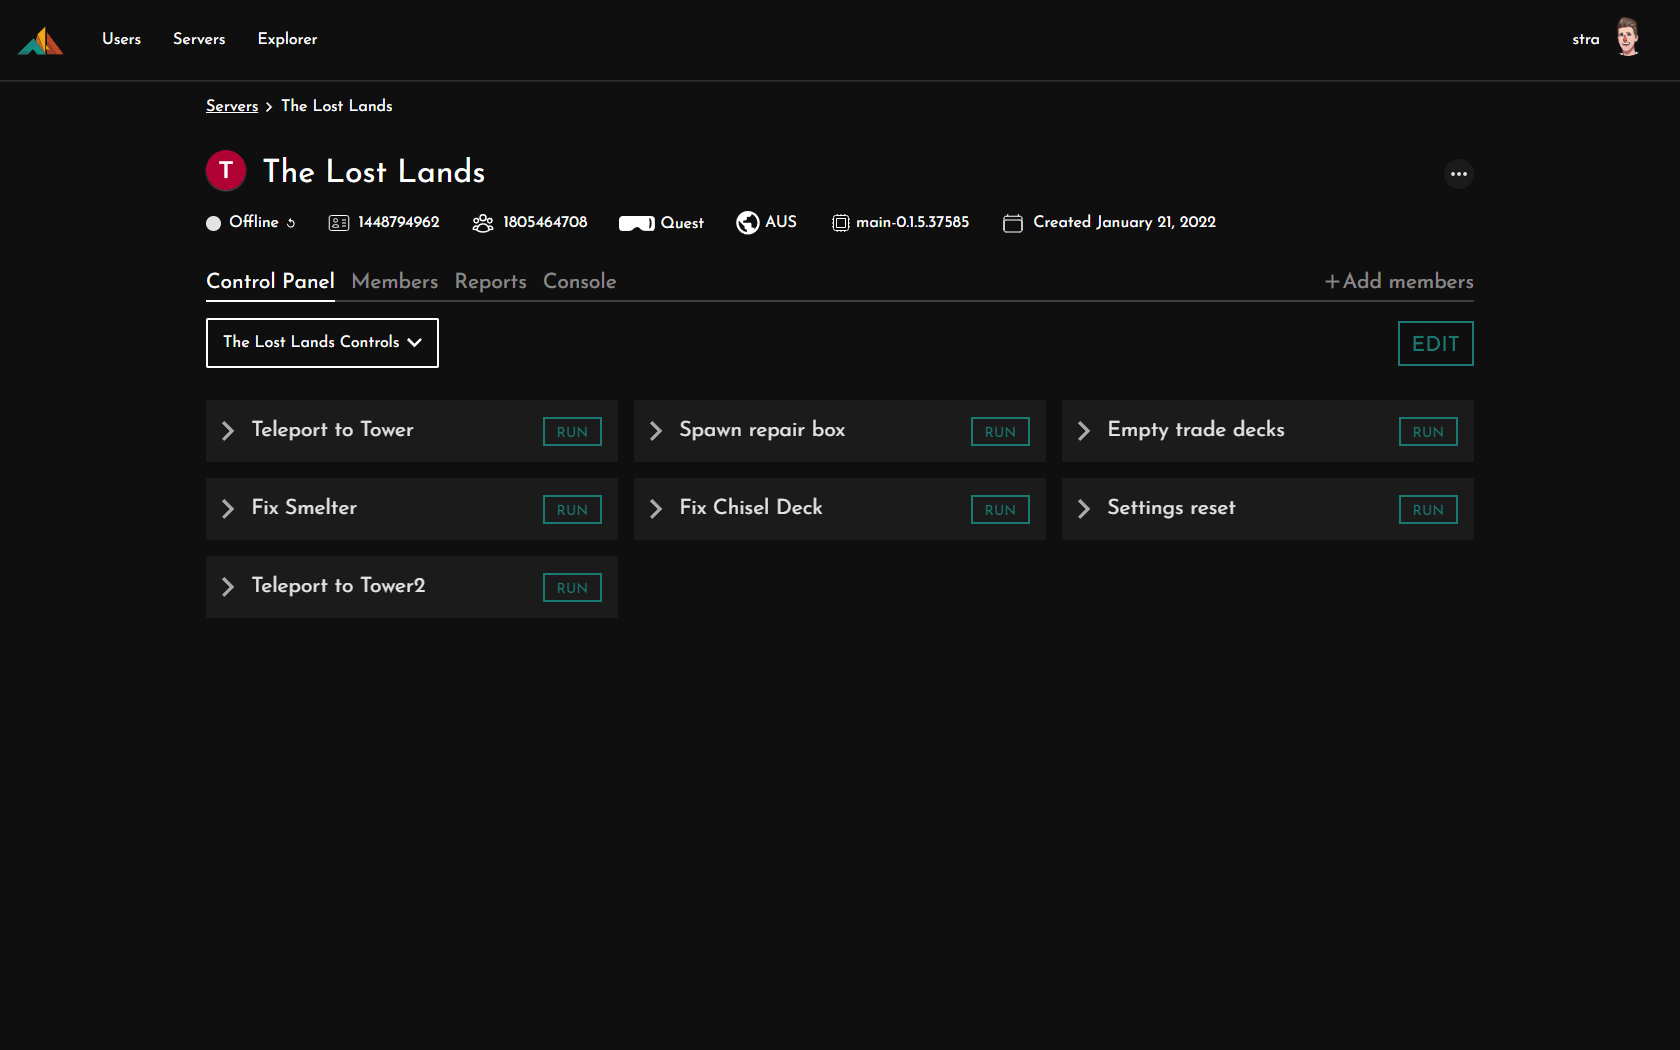 Users Servers Explorer stra
Servers > The Lost Lands
T The Lost Lands
Offline 1448794962 1805464708 Quest AUS main-0.1.5.37585 Created January 21, 2022
Control Panel Members Reports Console +Add members
The Lost Lands Controls EDIT
Teleport to Tower RUN Spawn repair box RUN Empty trade decks RUN
Fix Smelter RUN Fix Chisel Deck RUN Settings reset RUN
Teleport to Tower2 RUN